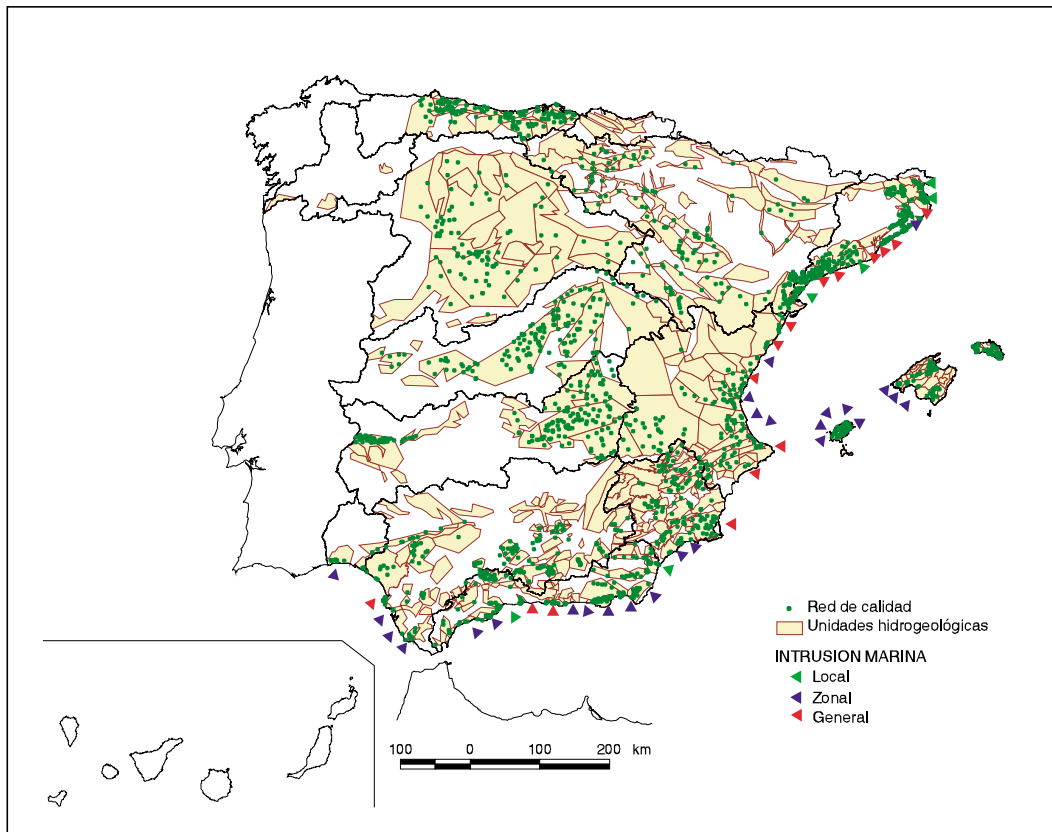 Red de calidad
Unidades hidrogeológicas
INTRUSION MARINA
Local
Zonal
General
100 0 100 200 km